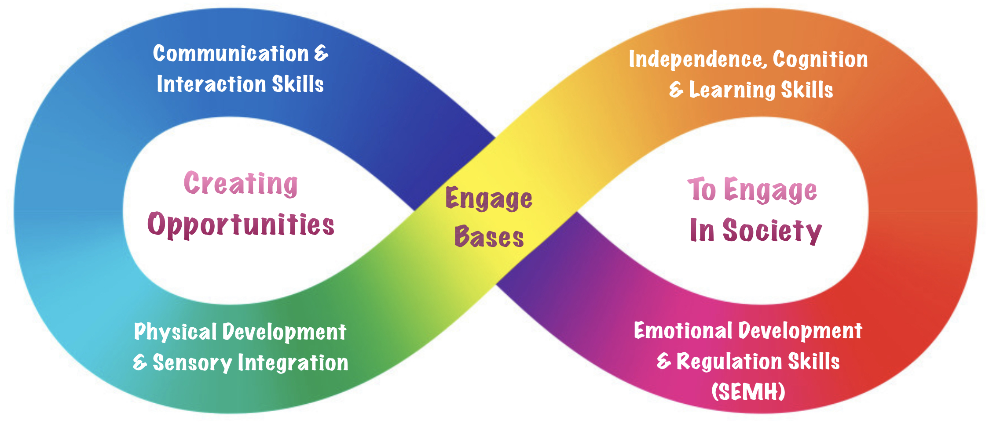 Communication &
Interaction Skills
Independence, Cognition
& Learning Skills
Creating
Opportunities
Engage
Bases
To Engage
In Society
Physical Development
& Sensory Integration
Emotional Development
& Regulation Skills
(SEMH)